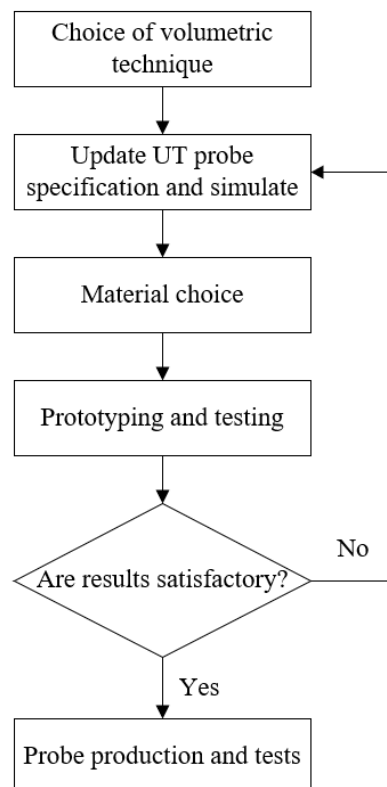 Choice of volumetric
technique
Update UT probe
specification and simulate
Material choice
Prototyping and testing
Are results satisfactory?
No
Yes
Probe production and tests